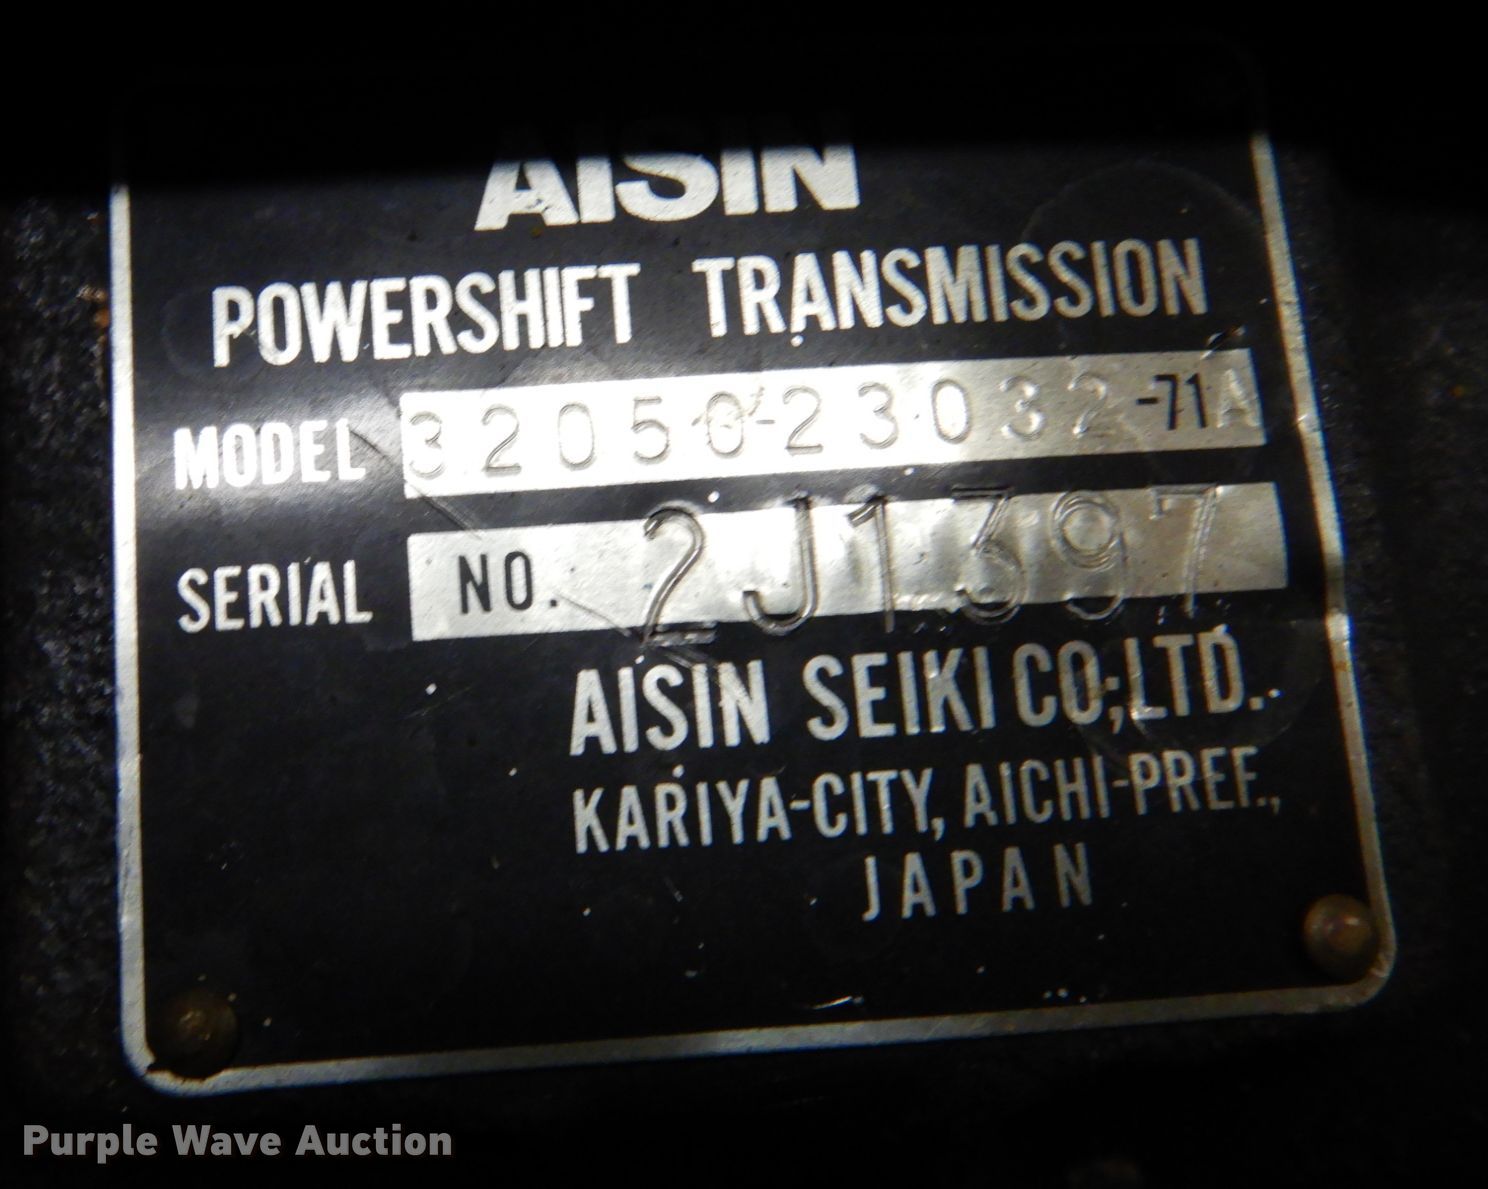 AISIN
POWERSHIFT TRANSMISSION
MODEL 32050-23032-71A
SERIAL NO. 2J1397
AISIN SEIKI CO;LTD.
KARIYA-CITY, AICHI-PREF.,
JAPAN
Purple Wave Auction